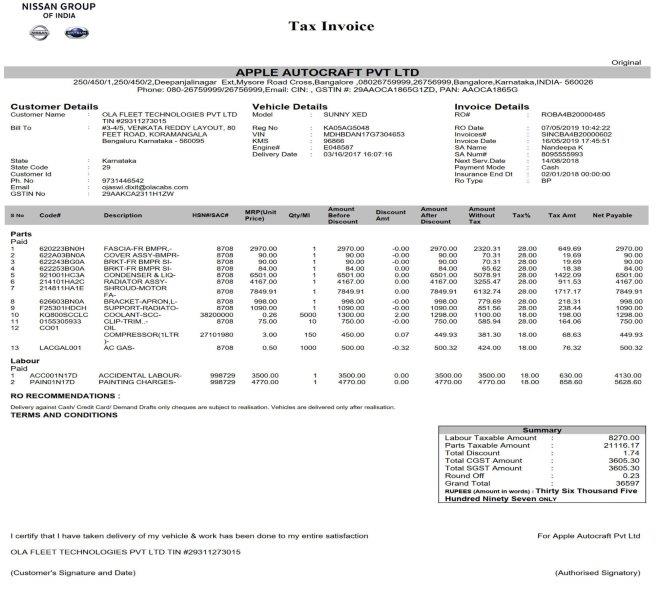 NISSAN GROUP
OF INDIA
NISSAN
DATSUN
Tax Invoice
Original
APPLE AUTOCRAFT PVT LTD
250/450/1,250/450/2,Deepanjalinagar Ext,Mysore Road Cross,Bangalore ,08026759999,26756999,Bangalore,Karnataka,INDIA- 560026
Phone: 080-26759999/26756999/Email: CIN: , GSTIN #: 29AAOCA1865G1ZD, PAN: AAOCA1865G
Customer Details Vehicle Details Invoice Details
Customer Name : OLA FLEET TECHNOLOGIES PVT LTD Model : SUNNY XED RO# : ROBA4B20000485
TIN #29311273015
Bill To : #3-4/5, VENKATA REDDY LAYOUT, 80 Reg No : KA05AG5048 RO Date : 07/05/2019 10:42:22
FEET ROAD, KORAMANGALA VIN : MDHBDAN17G7304653 Invoices# : SINCBA4B20000602
Bengaluru Karnataka - 560095 KMS : 96866 Invoice Date : 16/05/2019 17:45:51
Engine# : E048587 SA Name : Nandeepa K
Delivery Date : 03/16/2017 16:07:16 SA Num# : 8095555993
State : Karnataka Next Serv.Date : 14/08/2018
State Code : 29 Payment Mode : Cash
Customer Id : Insurance End Dt : 02/01/2018 00:00:00
Ph. No : 9731446542 Ro Type : BP
Email : ojaswi.dixit@olacabs.com
GSTIN No : 29AAKCA2311H1ZW
S No Code# Description HSN#/SAC# MRP(Unit Price) Qty/Ml Amount Before Discount Discount Amt Amount After Discount Amount Without Tax Tax% Tax Amt Net Payable
Parts
Paid
1 620223BN0H FASCIA-FR BMPR,- 8708 2970.00 1 2970.00 -0.00 2970.00 2320.31 28.00 649.69 2970.00
2 622A03BN0A COVER ASSY-BMPR- 8708 90.00 1 90.00 -0.00 90.00 70.31 28.00 19.69 90.00
3 622243BG0A BRKT-FR BMPR SI- 8708 90.00 1 90.00 -0.00 90.00 70.31 28.00 19.69 90.00
4 622253BG0A BRKT-FR BMPR SI- 8708 84.00 1 84.00 0.00 84.00 65.62 28.00 18.38 84.00
5 921001HC3A CONDENSER & LIQ- 8708 6501.00 1 6501.00 0.00 6501.00 5078.91 28.00 1422.09 6501.00
6 214101HA2C RADIATOR ASSY- 8708 4167.00 1 4167.00 -0.00 4167.00 3255.47 28.00 911.53 4167.00
7 214811HA1E SHROUD-MOTOR FA- 8708 7849.91 1 7849.91 -0.00 7849.91 6132.74 28.00 1717.17 7849.91
8 626603BN0A BRACKET-APRON,L- 8708 998.00 1 998.00 -0.00 998.00 779.69 28.00 218.31 998.00
9 F25301HDCH SUPPORT-RADIATO- 8708 1090.00 1 1090.00 -0.00 1090.00 851.56 28.00 238.44 1090.00
10 KQ800SCCLC COOLANT-SCC- 38200000 0.26 5000 1300.00 2.00 1298.00 1100.00 18.00 198.00 1298.00
11 0155305933 CLIP-TRIM,.- 8708 75.00 10 750.00 -0.00 750.00 585.94 28.00 164.06 750.00
12 CO01 OIL COMPRESSOR(1LTR )- 27101980 3.00 150 450.00 0.07 449.93 381.30 18.00 68.63 449.93
13 LACGAL001 AC GAS- 8708 0.50 1000 500.00 -0.32 500.32 424.00 18.00 76.32 500.32
Labour
Paid
1 ACC001N17D ACCIDENTAL LABOUR- 998729 3500.00 3500.00 0.00 3500.00 3500.00 18.00 630.00 4130.00
2 PAIN01N17D PAINTING CHARGES- 998729 4770.00 4770.00 0.00 4770.00 4770.00 18.00 858.60 5628.60
RO RECOMMENDATIONS :
Delivery against Cash/ Credit Card/ Demand Drafts only cheques are subject to realisation. Vehicles are delivered only after realisation.
TERMS AND CONDITIONS
Summary
Labour Taxable Amount : 8270.00
Parts Taxable Amount : 21116.17
Total Discount : 1.74
Total CGST Amount : 3605.30
Total SGST Amount : 3605.30
Round Off : 0.23
Grand Total : 36597
RUPEES (Amount in words) : Thirty Six Thousand Five
Hundred Ninety Seven ONLY
I certify that I have taken delivery of my vehicle & work has been done to my entire satisfaction For Apple Autocraft Pvt Ltd
OLA FLEET TECHNOLOGIES PVT LTD TIN #29311273015
(Customer's Signature and Date) (Authorised Signatory)